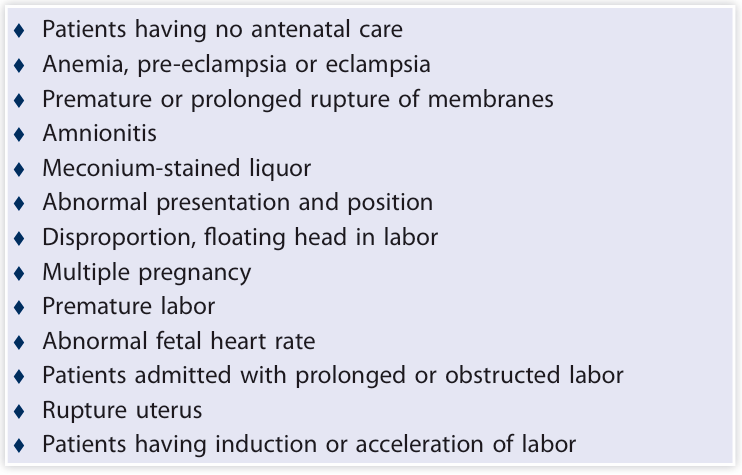 ♦ Patients having no antenatal care
♦ Anemia, pre-eclampsia or eclampsia
♦ Premature or prolonged rupture of membranes
♦ Amnionitis
♦ Meconium-stained liquor
♦ Abnormal presentation and position
♦ Disproportion, floating head in labor
♦ Multiple pregnancy
♦ Premature labor
♦ Abnormal fetal heart rate
♦ Patients admitted with prolonged or obstructed labor
♦ Rupture uterus
♦ Patients having induction or acceleration of labor